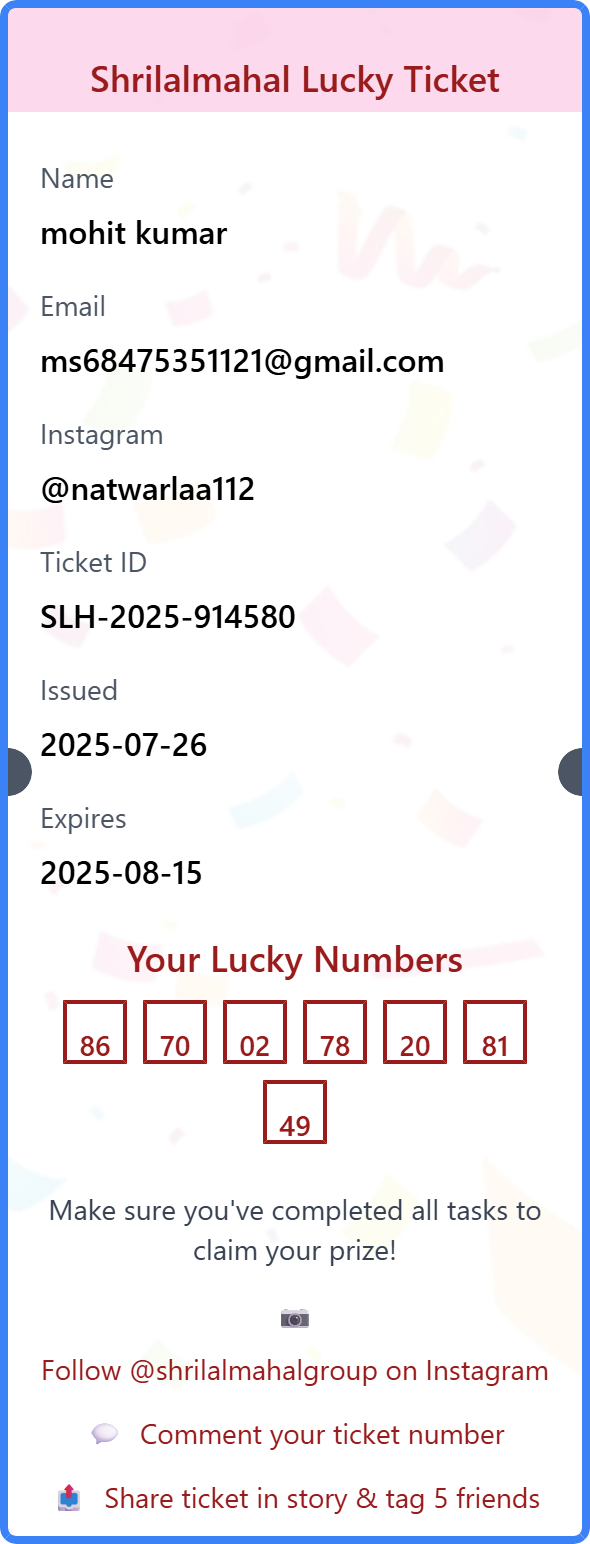 Shrilalmahal Lucky Ticket
Name
mohit kumar
Email
ms68475351121@gmail.com
Instagram
@natwarlaa112
Ticket ID
SLH-2025-914580
Issued
2025-07-26
Expires
2025-08-15
Your Lucky Numbers
86 70 02 78 20 81
49
Make sure you've completed all tasks to
claim your prize!
Follow @shrilalmahalgroup on Instagram
Comment your ticket number
Share ticket in story & tag 5 friends